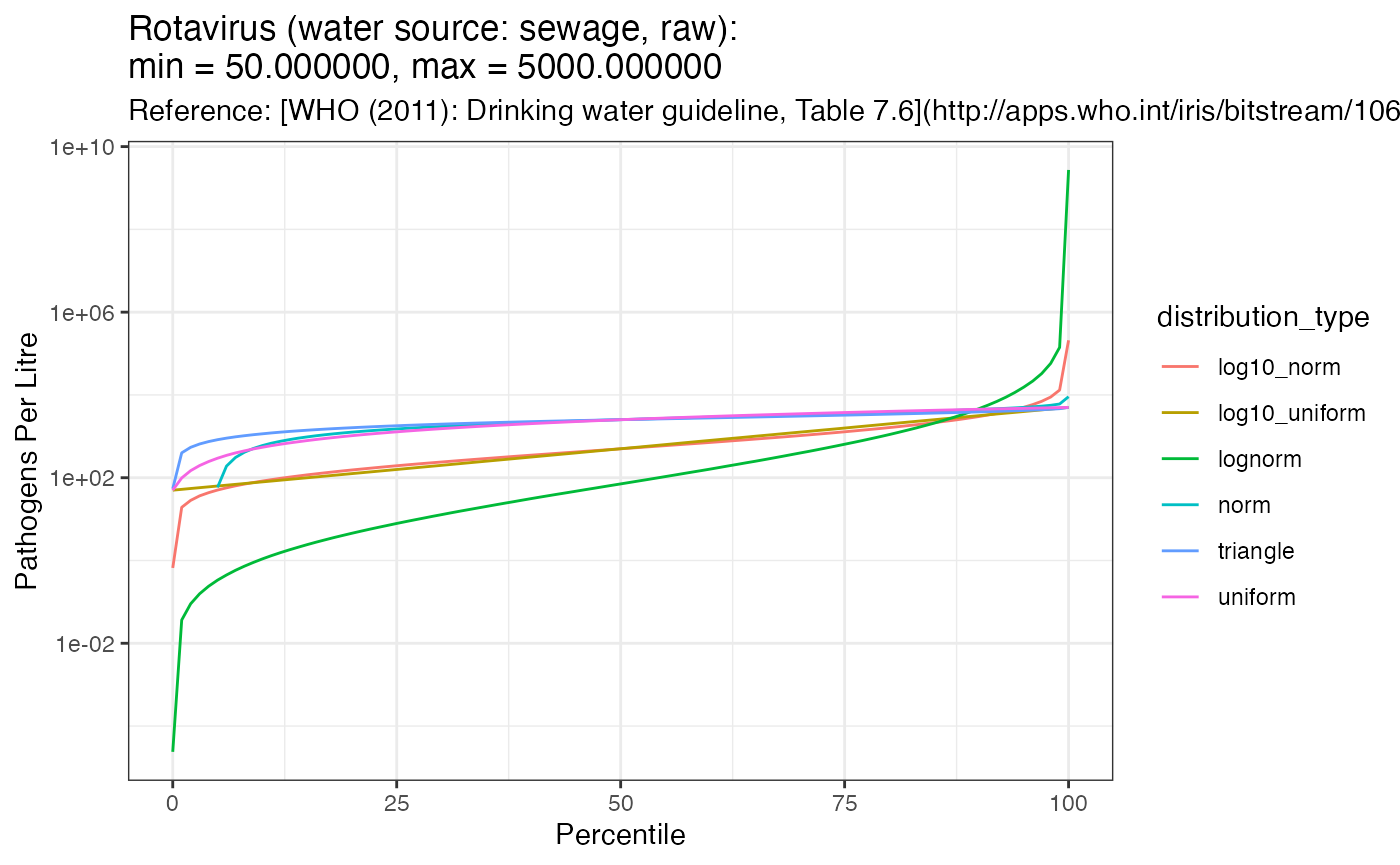 Rotavirus (water source: sewage, raw):
min = 50.000000, max = 5000.000000
Reference: [WHO (2011): Drinking water guideline, Table 7.6](http://apps.who.int/iris/bitstream/106
1e+10
1e+06
1e+02
1e-02
Pathogens Per Litre
0
25
50
75
100
Percentile
distribution_type
log10_norm
log10_uniform
lognorm
norm
triangle
uniform